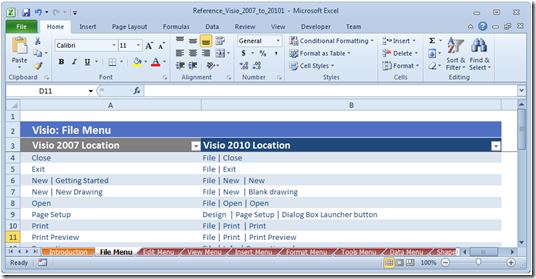 Reference_Visio_2007_to_20101 - Microsoft Excel
File Home Insert Page Layout Formulas Data Review View Developer Team
Paste
Calibri 11
B I U
$ % ,
Conditional Formatting
Format as Table
Cell Styles
Insert
Delete
Format
Σ
Sort & Filter
Find & Select
Clipboard Font Alignment Number Styles Cells Editing
D11 fx
A B
1
2 Visio: File Menu
3 Visio 2007 Location Visio 2010 Location
4 Close File | Close
5 Exit File | Exit
6 New | Getting Started File | New | New
7 New | New Drawing File | New | Blank drawing
8 Open File | Open | Open
9 Page Setup Design | Page Setup | Dialog Box Launcher button
10 Print File | Print | Print
11 Print Preview File | Print | Print Preview
Introduction File Menu Edit Menu View Menu Insert Menu Format Menu Tools Menu Data Menu Shape
Ready 100%